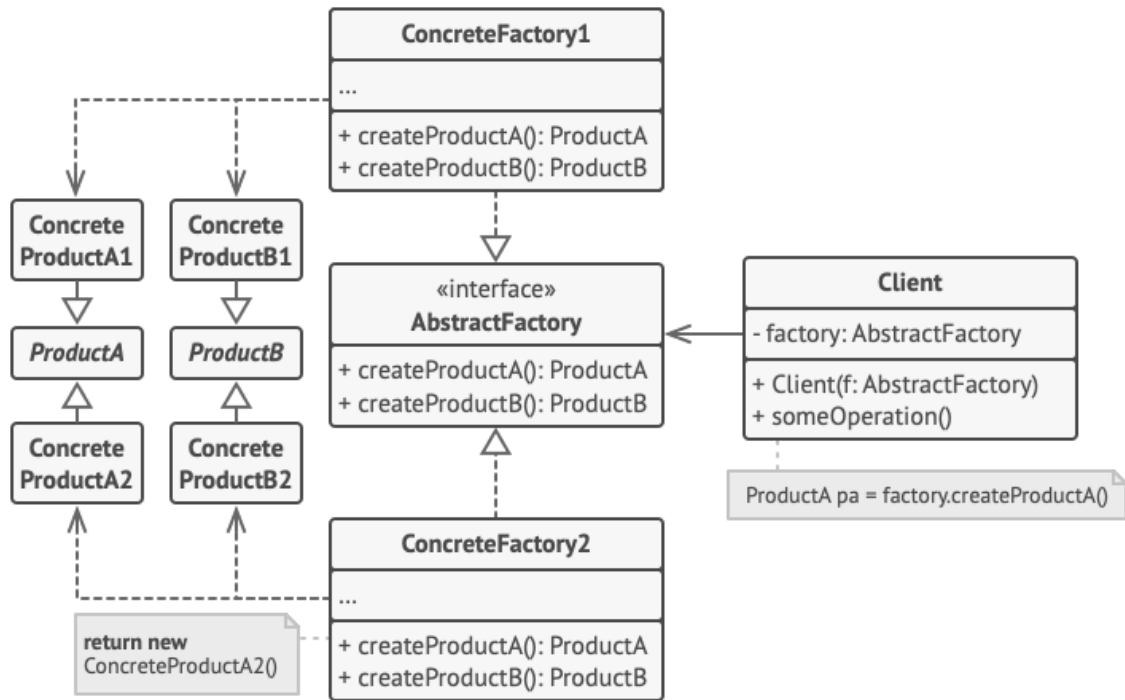 ConcreteFactory1
...
+ createProductA(): ProductA
+ createProductB(): ProductB
Concrete
ProductA1
Concrete
ProductB1
ProductA
ProductB
Concrete
ProductA2
Concrete
ProductB2
«interface»
AbstractFactory
+ createProductA(): ProductA
+ createProductB(): ProductB
Client
- factory: AbstractFactory
+ Client(f: AbstractFactory)
+ someOperation()
ProductA pa = factory.createProductA()
ConcreteFactory2
...
+ createProductA(): ProductA
+ createProductB(): ProductB
return new
ConcreteProductA2()